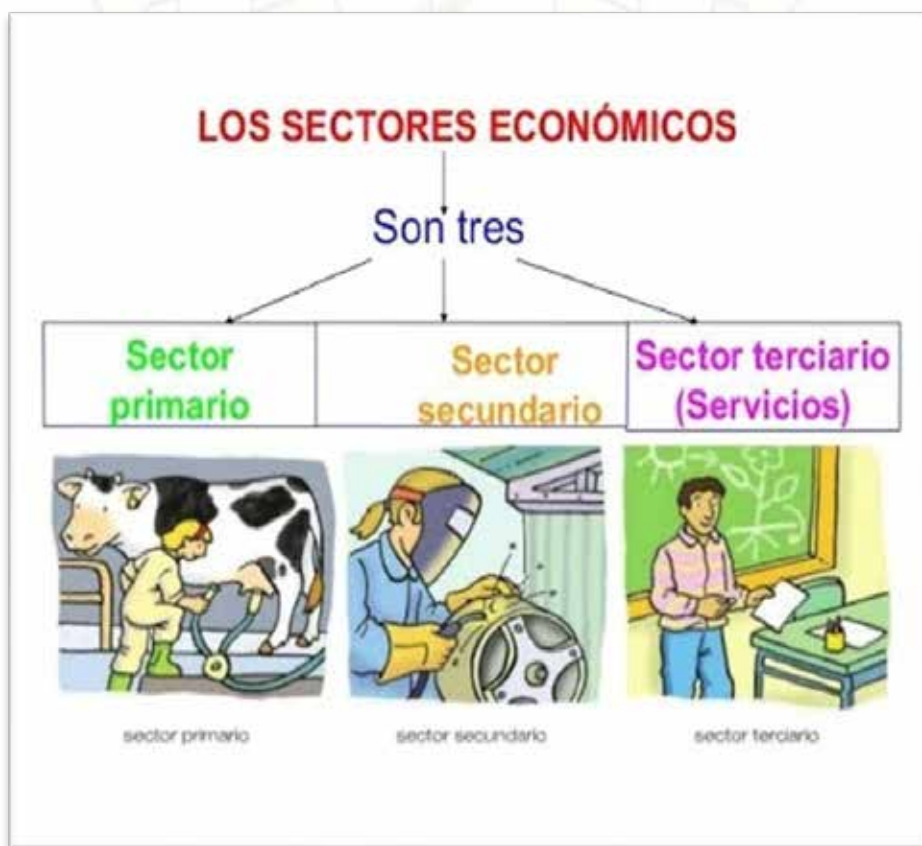 LOS SECTORES ECONÓMICOS
Son tres
Sector
primario
Sector
secundario
Sector terciario
(Servicios)
sector primario
sector secundario
sector terciario